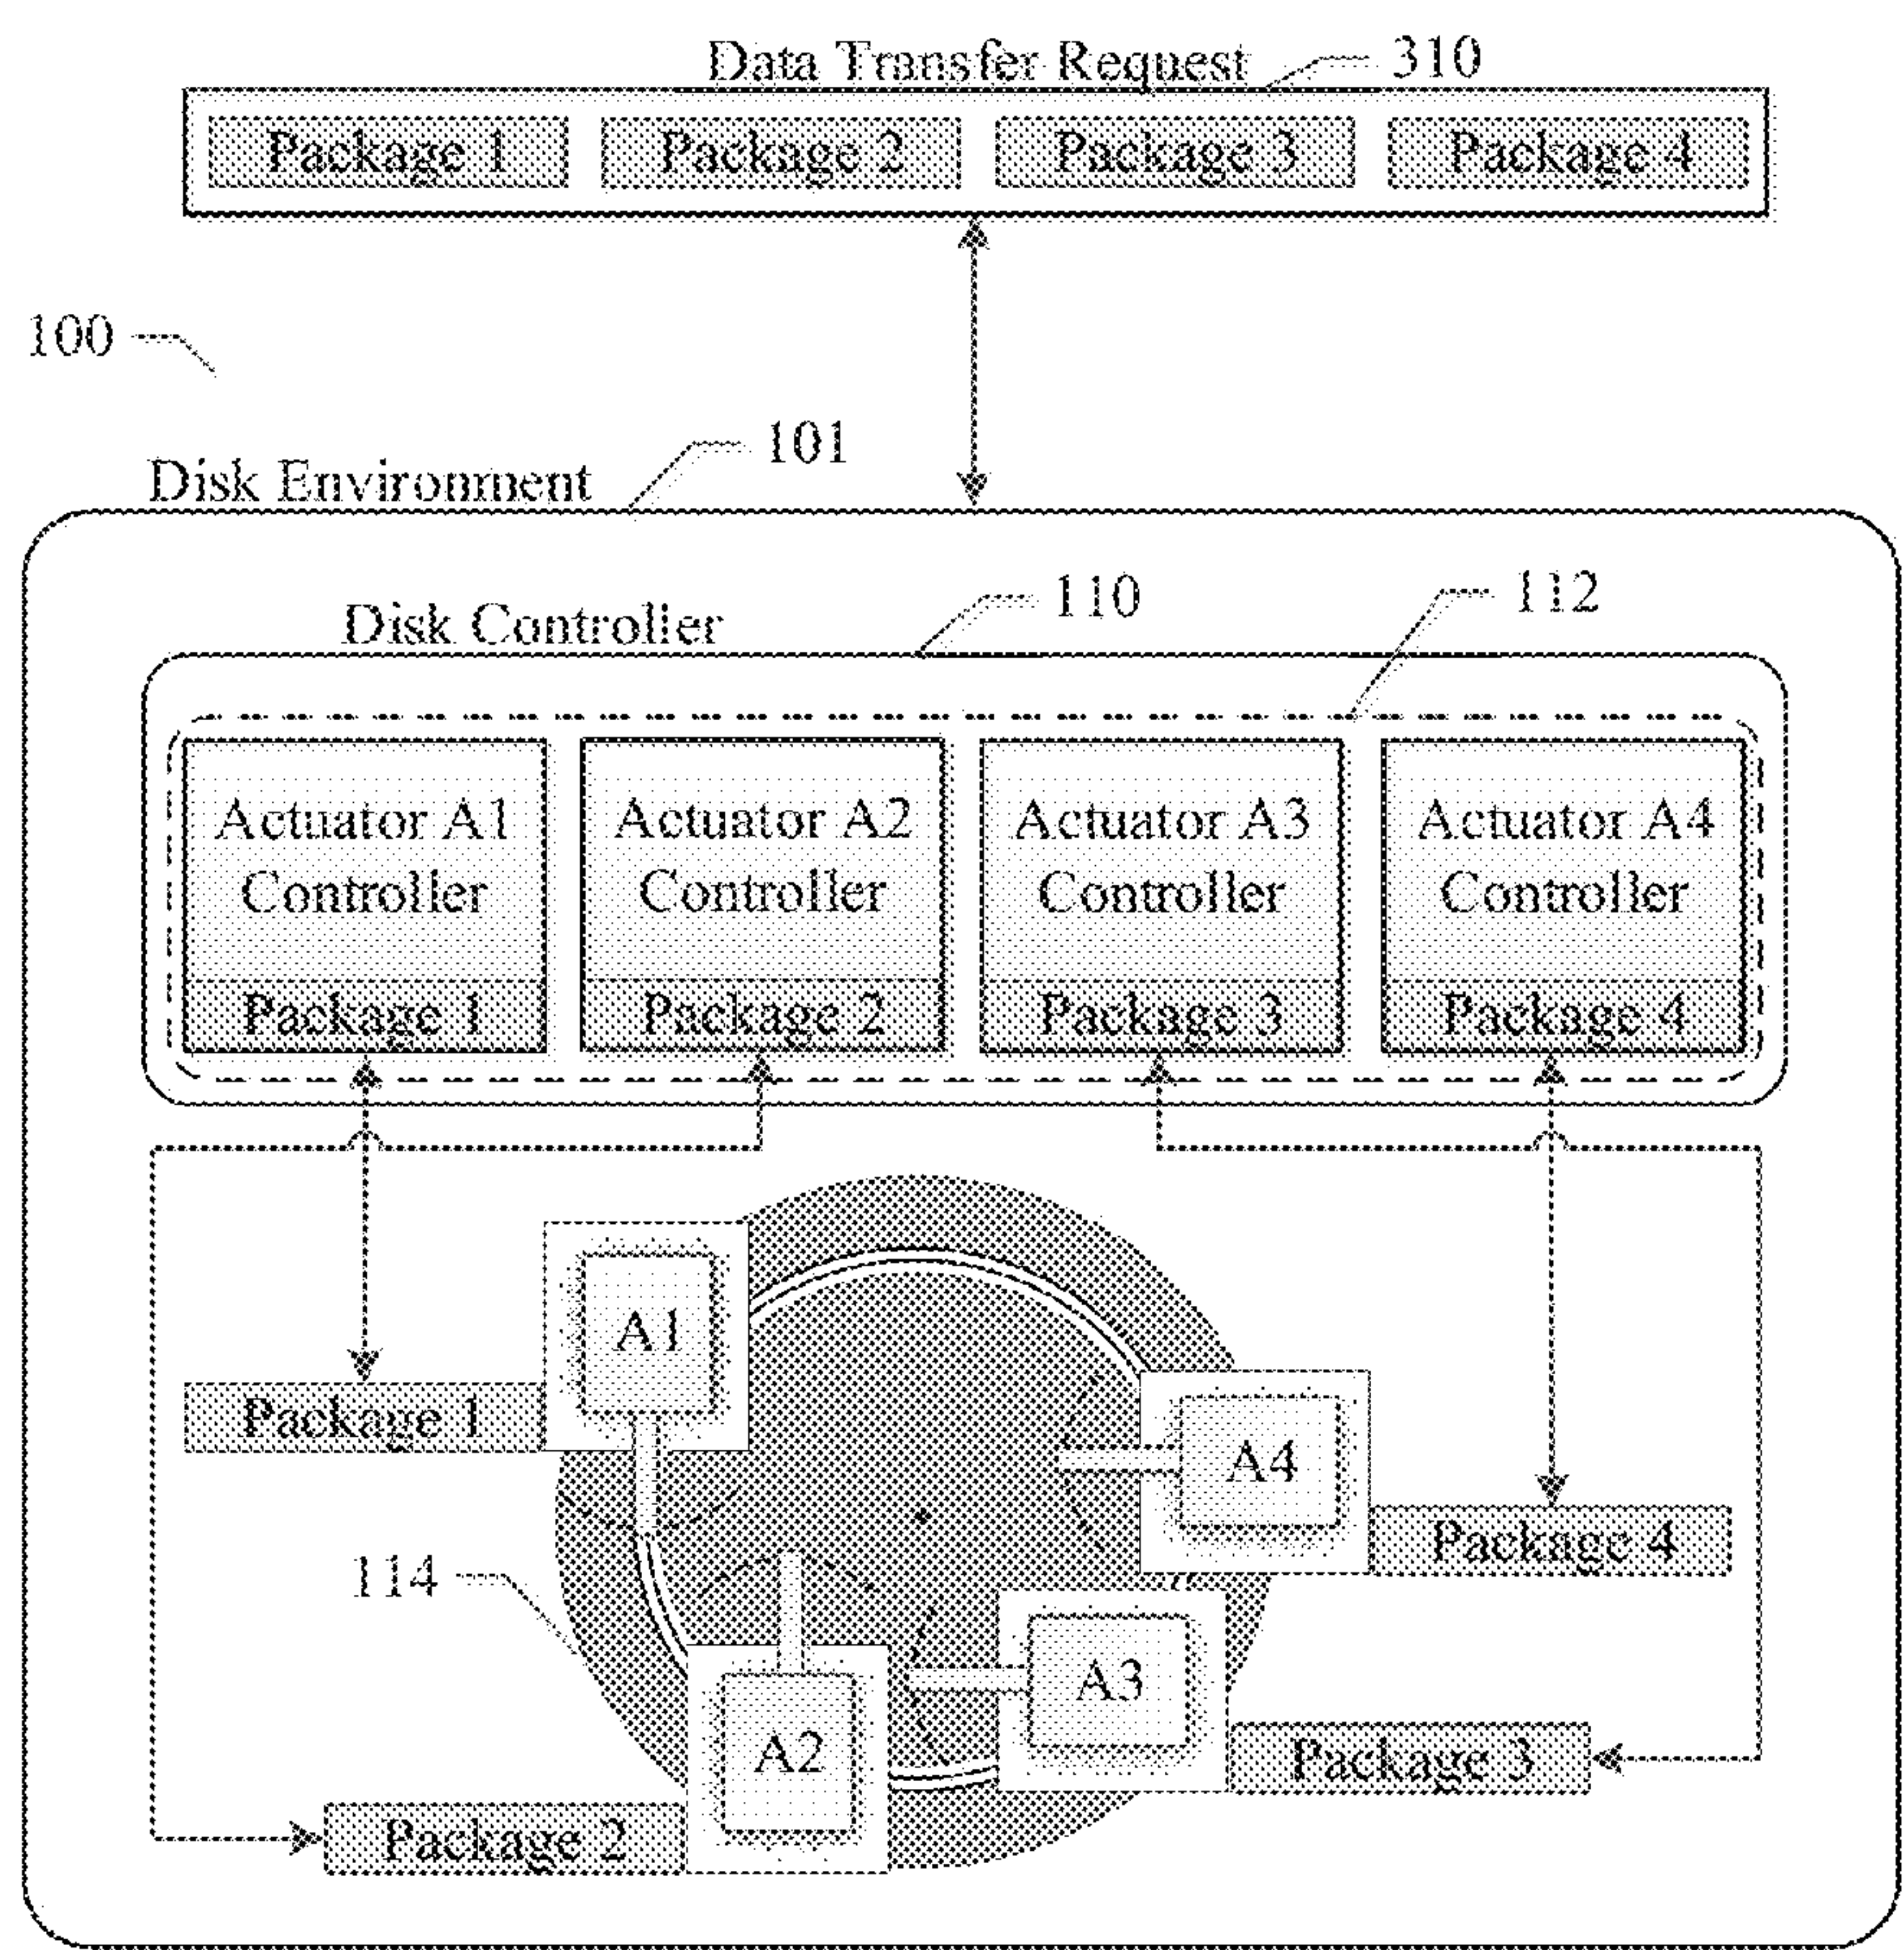 Data Transfer Request
310
Package 1
Package 2
Package 3
Package 4
100
101
Disk Environment
110
112
Disk Controller
Actuator A1
Controller
Package 1
Actuator A2
Controller
Package 2
Actuator A3
Controller
Package 3
Actuator A4
Controller
Package 4
A1
Package 1
A4
Package 4
114
A3
Package 3
A2
Package 2